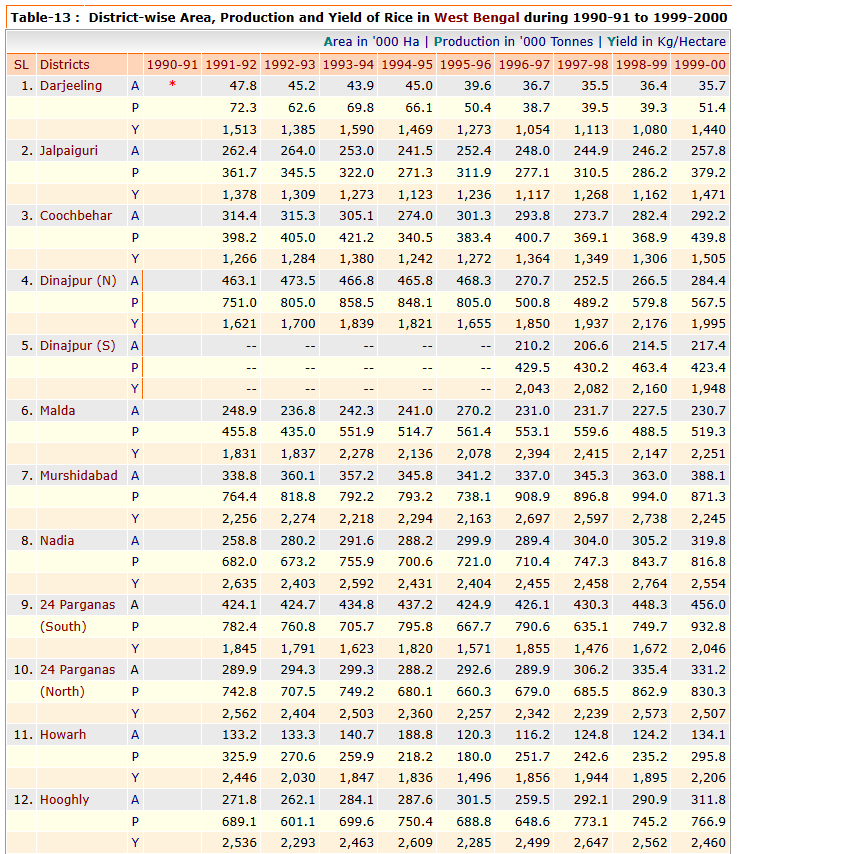 Table-13 : District-wise Area, Production and Yield of Rice in West Bengal during 1990-91 to 1999-2000
Area in '000 Ha | Production in '000 Tonnes | Yield in Kg/Hectare
SL Districts 1990-91 1991-92 1992-93 1993-94 1994-95 1995-96 1996-97 1997-98 1998-99 1999-00
1. Darjeeling A * 47.8 45.2 43.9 45.0 39.6 36.7 35.5 36.4 35.7
P 72.3 62.6 69.8 66.1 50.4 38.7 39.5 39.3 51.4
Y 1,513 1,385 1,590 1,469 1,273 1,054 1,113 1,080 1,440
2. Jalpaiguri A 262.4 264.0 253.0 241.5 252.4 248.0 244.9 246.2 257.8
P 361.7 345.5 322.0 271.3 311.9 277.1 310.5 286.2 379.2
Y 1,378 1,309 1,273 1,123 1,236 1,117 1,268 1,162 1,471
3. Coochbehar A 314.4 315.3 305.1 274.0 301.3 293.8 273.7 282.4 292.2
P 398.2 405.0 421.2 340.5 383.4 400.7 369.1 368.9 439.8
Y 1,266 1,284 1,380 1,242 1,272 1,364 1,349 1,306 1,505
4. Dinajpur (N) A 463.1 473.5 466.8 465.8 468.3 270.7 252.5 266.5 284.4
P 751.0 805.0 858.5 848.1 805.0 500.8 489.2 579.8 567.5
Y 1,621 1,700 1,839 1,821 1,655 1,850 1,937 2,176 1,995
5. Dinajpur (S) A -- -- -- -- -- 210.2 206.6 214.5 217.4
P -- -- -- -- -- 429.5 430.2 463.4 423.4
Y -- -- -- -- -- 2,043 2,082 2,160 1,948
6. Malda A 248.9 236.8 242.3 241.0 270.2 231.0 231.7 227.5 230.7
P 455.8 435.0 551.9 514.7 561.4 553.1 559.6 488.5 519.3
Y 1,831 1,837 2,278 2,136 2,078 2,394 2,415 2,147 2,251
7. Murshidabad A 338.8 360.1 357.2 345.8 341.2 337.0 345.3 363.0 388.1
P 764.4 818.8 792.2 793.2 738.1 908.9 896.8 994.0 871.3
Y 2,256 2,274 2,218 2,294 2,163 2,697 2,597 2,738 2,245
8. Nadia A 258.8 280.2 291.6 288.2 299.9 289.4 304.0 305.2 319.8
P 682.0 673.2 755.9 700.6 721.0 710.4 747.3 843.7 816.8
Y 2,635 2,403 2,592 2,431 2,404 2,455 2,458 2,764 2,554
9. 24 Parganas A 424.1 424.7 434.8 437.2 424.9 426.1 430.3 448.3 456.0
(South) P 782.4 760.8 705.7 795.8 667.7 790.6 635.1 749.7 932.8
Y 1,845 1,791 1,623 1,820 1,571 1,855 1,476 1,672 2,046
10. 24 Parganas A 289.9 294.3 299.3 288.2 292.6 289.9 306.2 335.4 331.2
(North) P 742.8 707.5 749.2 680.1 660.3 679.0 685.5 862.9 830.3
Y 2,562 2,404 2,503 2,360 2,257 2,342 2,239 2,573 2,507
11. Howarh A 133.2 133.3 140.7 188.8 120.3 116.2 124.8 124.2 134.1
P 325.9 270.6 259.9 218.2 180.0 251.7 242.6 235.2 295.8
Y 2,446 2,030 1,847 1,836 1,496 1,856 1,944 1,895 2,206
12. Hooghly A 271.8 262.1 284.1 287.6 301.5 259.5 292.1 290.9 311.8
P 689.1 601.1 699.6 750.4 688.8 648.6 773.1 745.2 766.9
Y 2,536 2,293 2,463 2,609 2,285 2,499 2,647 2,562 2,460